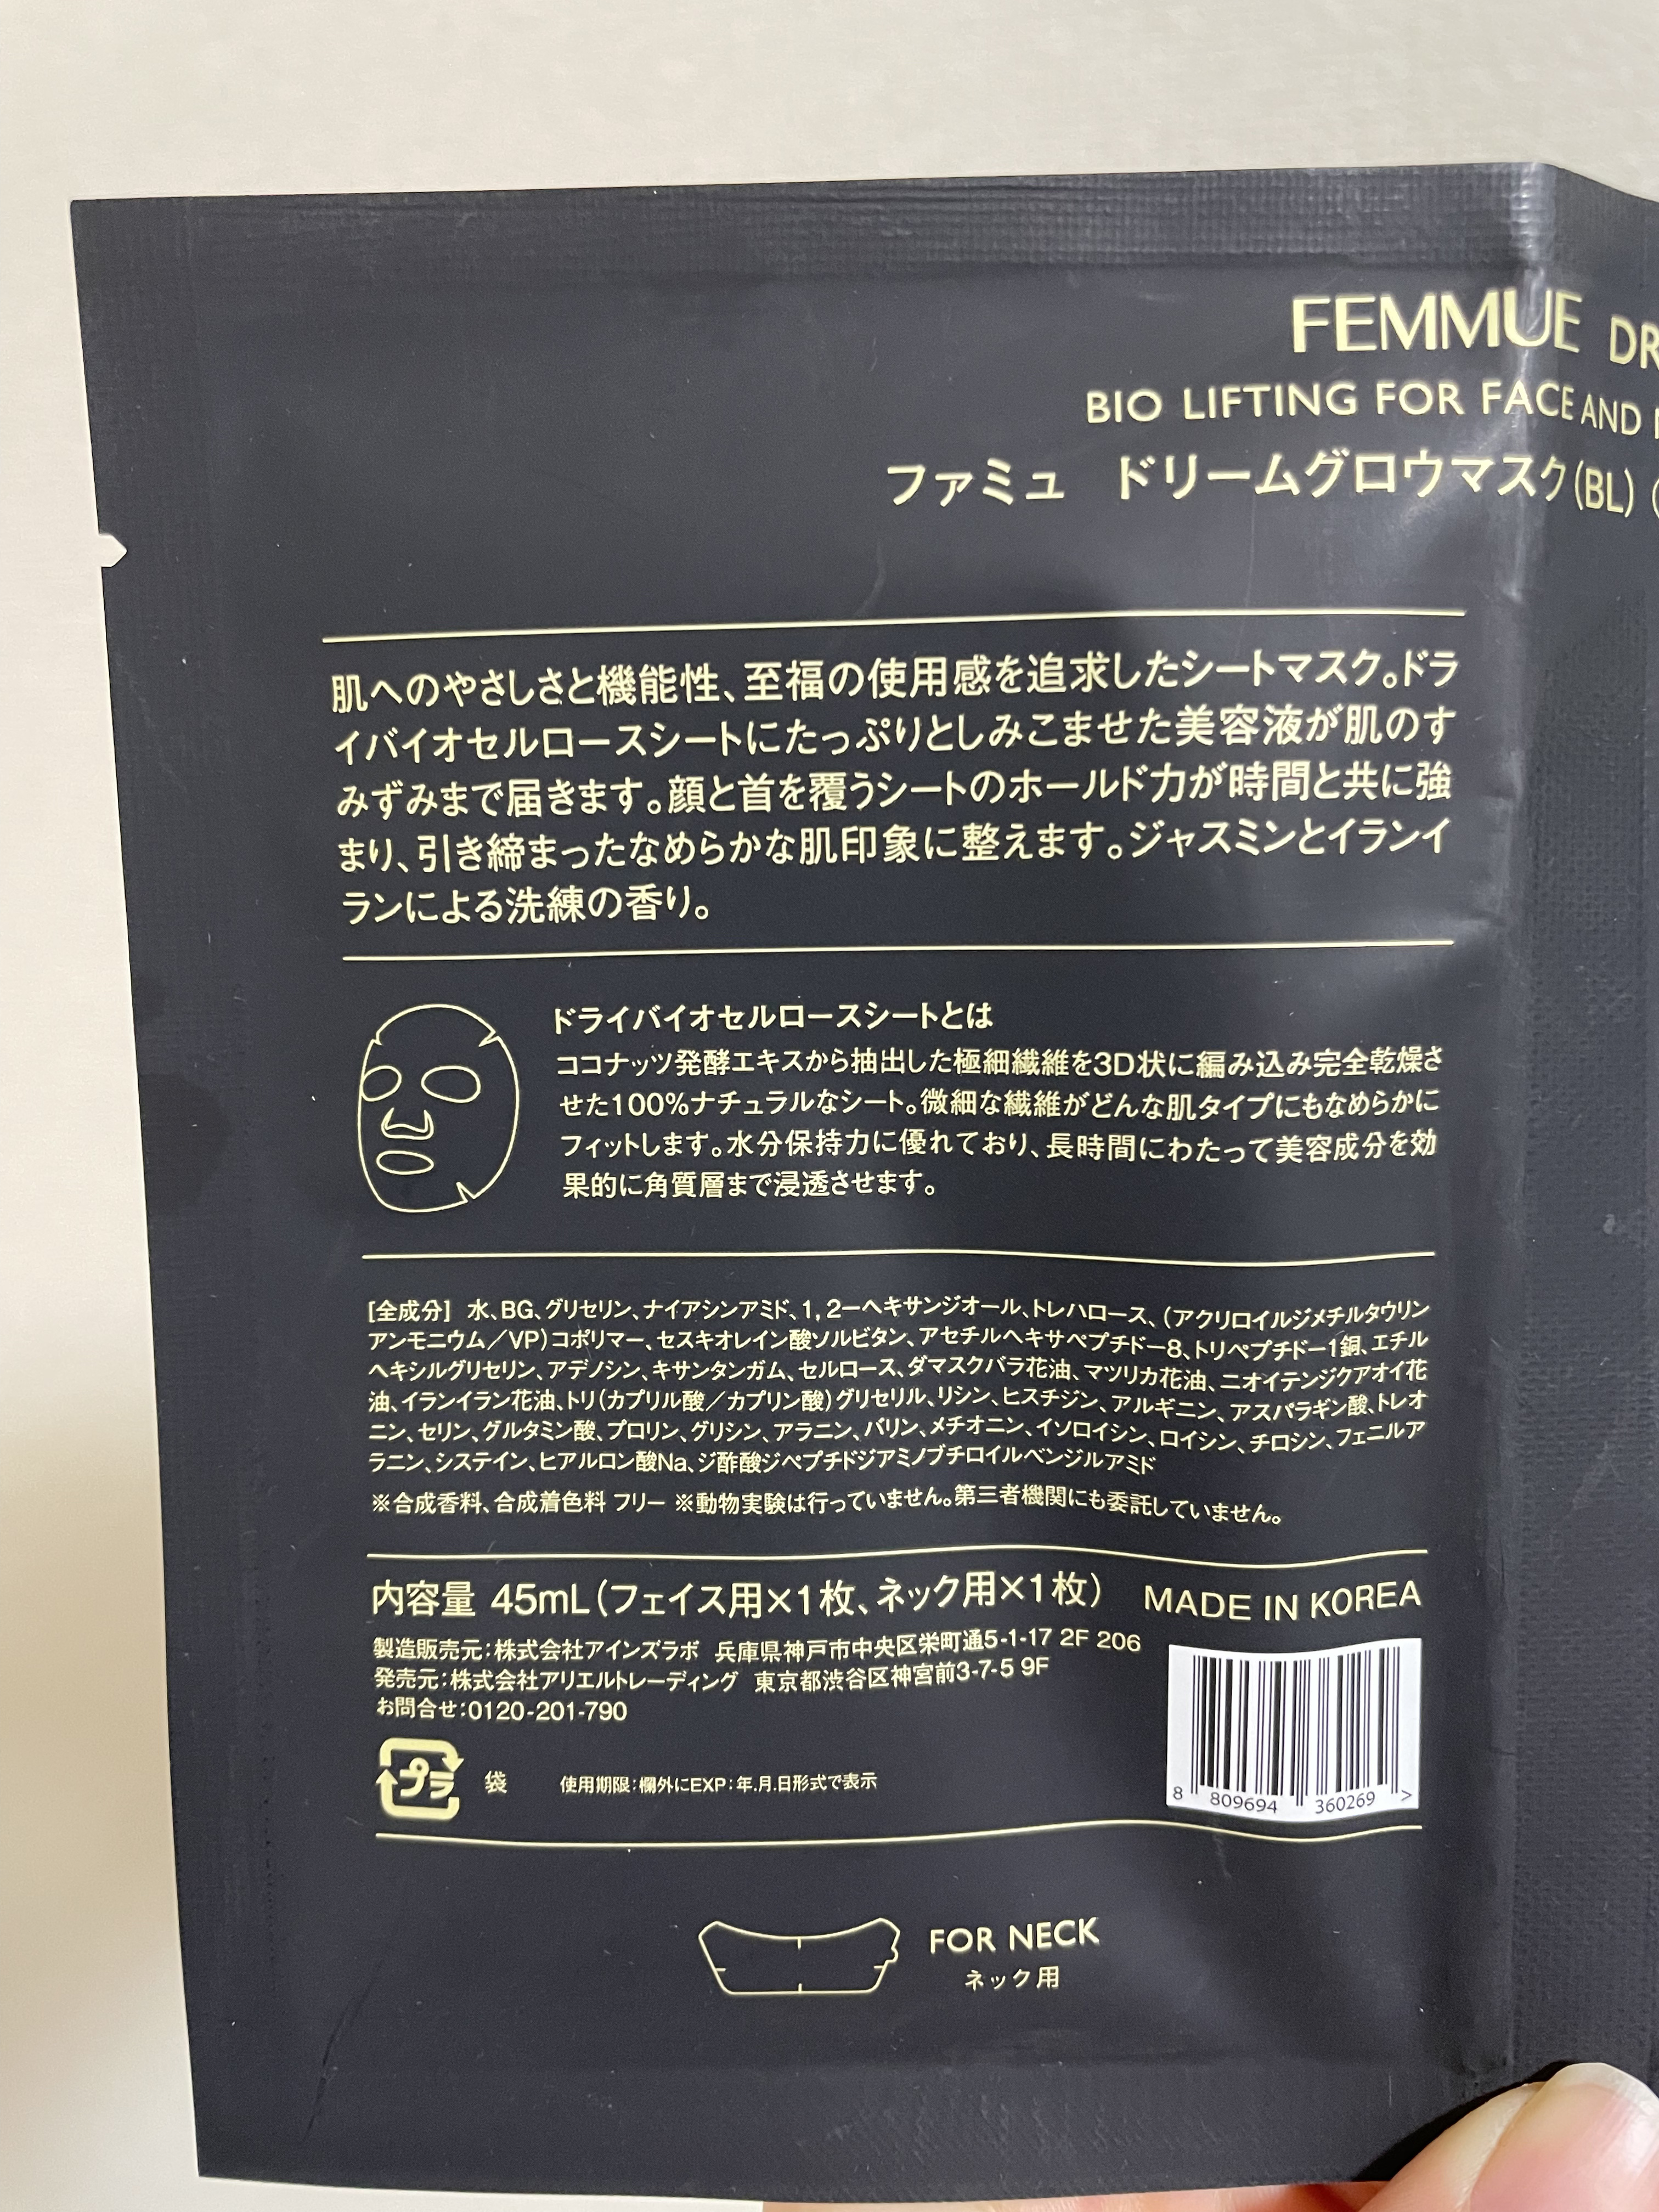 FEMMUE
BIO LIFTING FOR FACE AND
ファミュ ドリームグロウマスク(BL)
肌へのやさしさと機能性、至福の使用感を追求したシートマスク。ドラ
イバイオセルロースシートにたっぷりとしみこませた美容液が肌のす
みずみまで届きます。顔と首を覆うシートのホールド力が時間と共に強
まり、引き締まったなめらかな肌印象に整えます。ジャスミンとイランイ
ランによる洗練の香り。
ドライバイオセルロースシートとは
ココナッツ発酵エキスから抽出した極細繊維を3D状に編み込み完全乾燥さ
せた100%ナチュラルなシート。微細な繊維がどんな肌タイプにもなめらかに
フィットします。水分保持力に優れており、長時間にわたって美容成分を効
果的に角質層まで浸透させます。
[全成分] 水、BG、グリセリン、ナイアシンアミド、1, 2ーヘキサンジオール、トレハロース、(アクリロイルジメチルタウリン
アンモニウム/VP)コポリマー、セスキオレイン酸ソルビタン、アセチルヘキサペプチドー8、トリペプチドー1銅、エチル
ヘキシルグリセリン、アデノシン、キサンタンガム、セルロース、ダマスクバラ花油、マツリカ花油、ニオイテンジクアオイ花
油、イランイラン花油、トリ(カプリル酸/カプリン酸)グリセリル、リシン、ヒスチジン、アルギニン、アスパラギン酸、トレオ
ニン、セリン、グルタミン酸、プロリン、グリシン、アラニン、バリン、メチオニン、イソロイシン、ロイシン、チロシン、フェニルア
ラニン、システイン、ヒアルロン酸Na、ジ酢酸ジペプチドジアミノブチロイルベンジルアミド
※合成香料、合成着色料 フリー ※動物実験は行っていません。第三者機関にも委託していません。
内容量 45mL(フェイス用×1枚、ネック用×1枚) MADE IN KOREA
製造販売元:株式会社アインズラボ 兵庫県神戸市中央区栄町通5-1-17 2F 206
発売元:株式会社アリエルトレーディング 東京都渋谷区神宮前3-7-5 9F
お問合せ:0120-201-790
プラ 袋 使用期限:欄外にEXP:年.月.日形式で表示
8 809694 360269 >
FOR NECK
ネック用